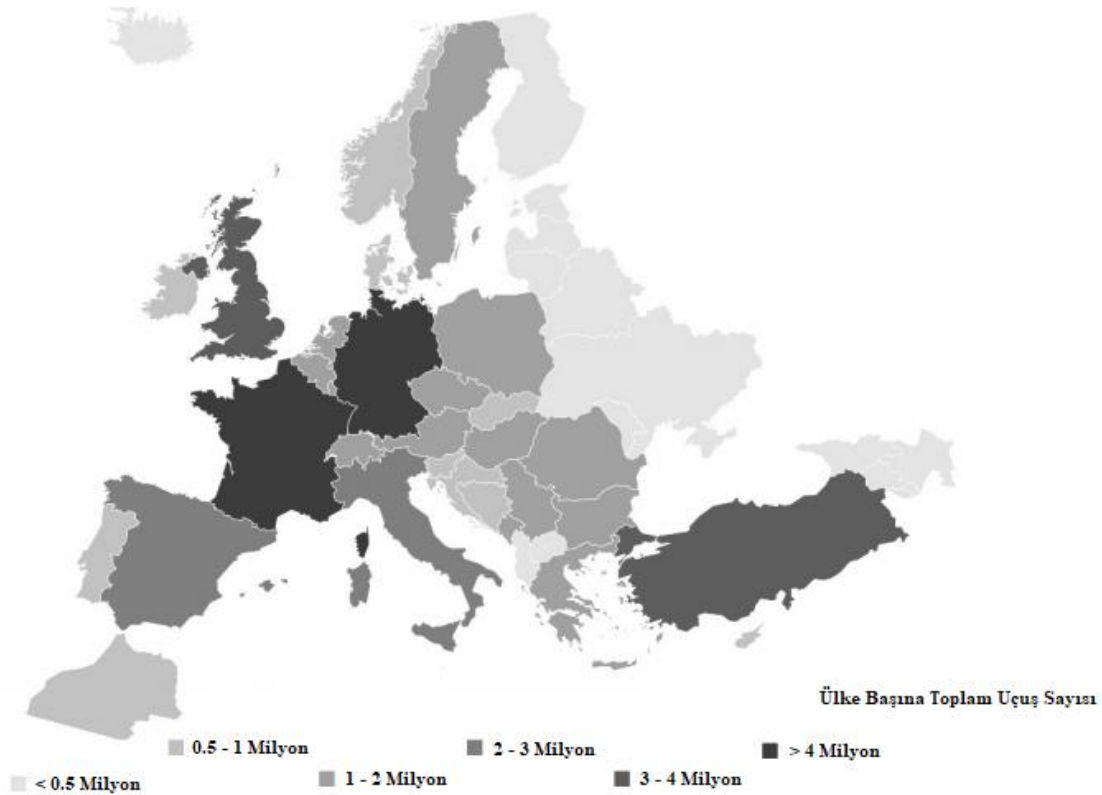 Ülke Başına Toplam Uçuş Sayısı
0.5 - 1 Milyon
2 - 3 Milyon
> 4 Milyon
< 0.5 Milyon
1 - 2 Milyon
3 - 4 Milyon